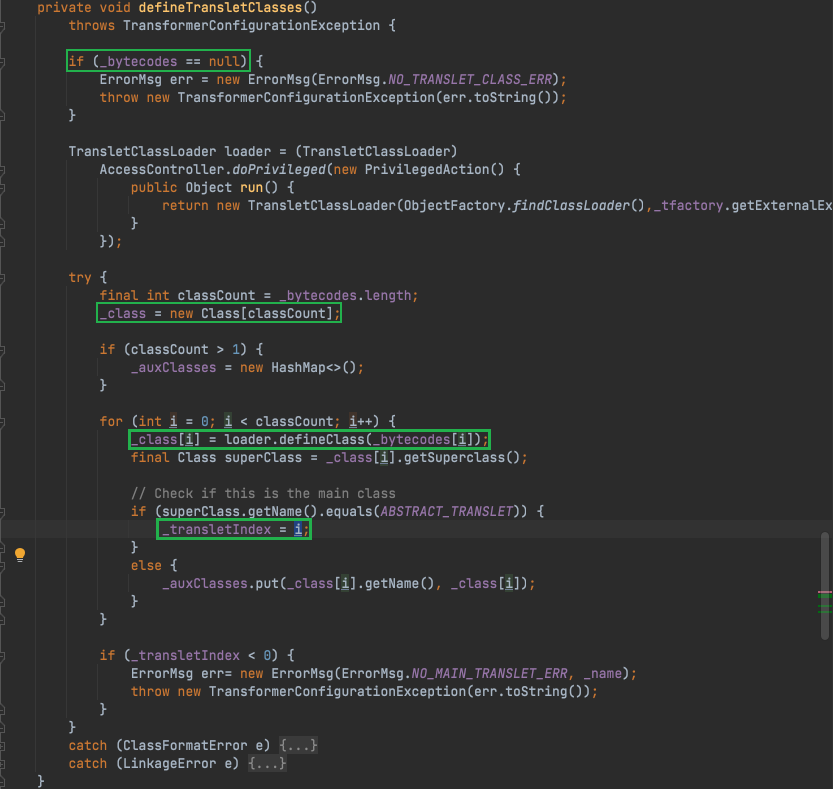 private void defineTransletClasses()
    throws TransformerConfigurationException {

    if (_bytecodes == null) {
        ErrorMsg err = new ErrorMsg(ErrorMsg.NO_TRANSLET_CLASS_ERR);
        throw new TransformerConfigurationException(err.toString());
    }

    TransletClassLoader loader = (TransletClassLoader)
        AccessController.doPrivileged(new PrivilegedAction() {
            public Object run() {
                return new TransletClassLoader(ObjectFactory.findClassLoader(),_tfactory.getExternalEx
            }
        });

    try {
        final int classCount = _bytecodes.length;
        _class = new Class[classCount];

        if (classCount > 1) {
            _auxClasses = new HashMap<>();
        }

        for (int i = 0; i < classCount; i++) {
            _class[i] = loader.defineClass(_bytecodes[i]);
            final Class superClass = _class[i].getSuperclass();

            // Check if this is the main class
            if (superClass.getName().equals(ABSTRACT_TRANSLET)) {
                _transletIndex = i;
            }
            else {
                _auxClasses.put(_class[i].getName(), _class[i]);
            }
        }

        if (_transletIndex < 0) {
            ErrorMsg err= new ErrorMsg(ErrorMsg.NO_MAIN_TRANSLET_ERR, _name);
            throw new TransformerConfigurationException(err.toString());
        }
    }
    catch (ClassFormatError e) {...}
    catch (LinkageError e) {...}
}